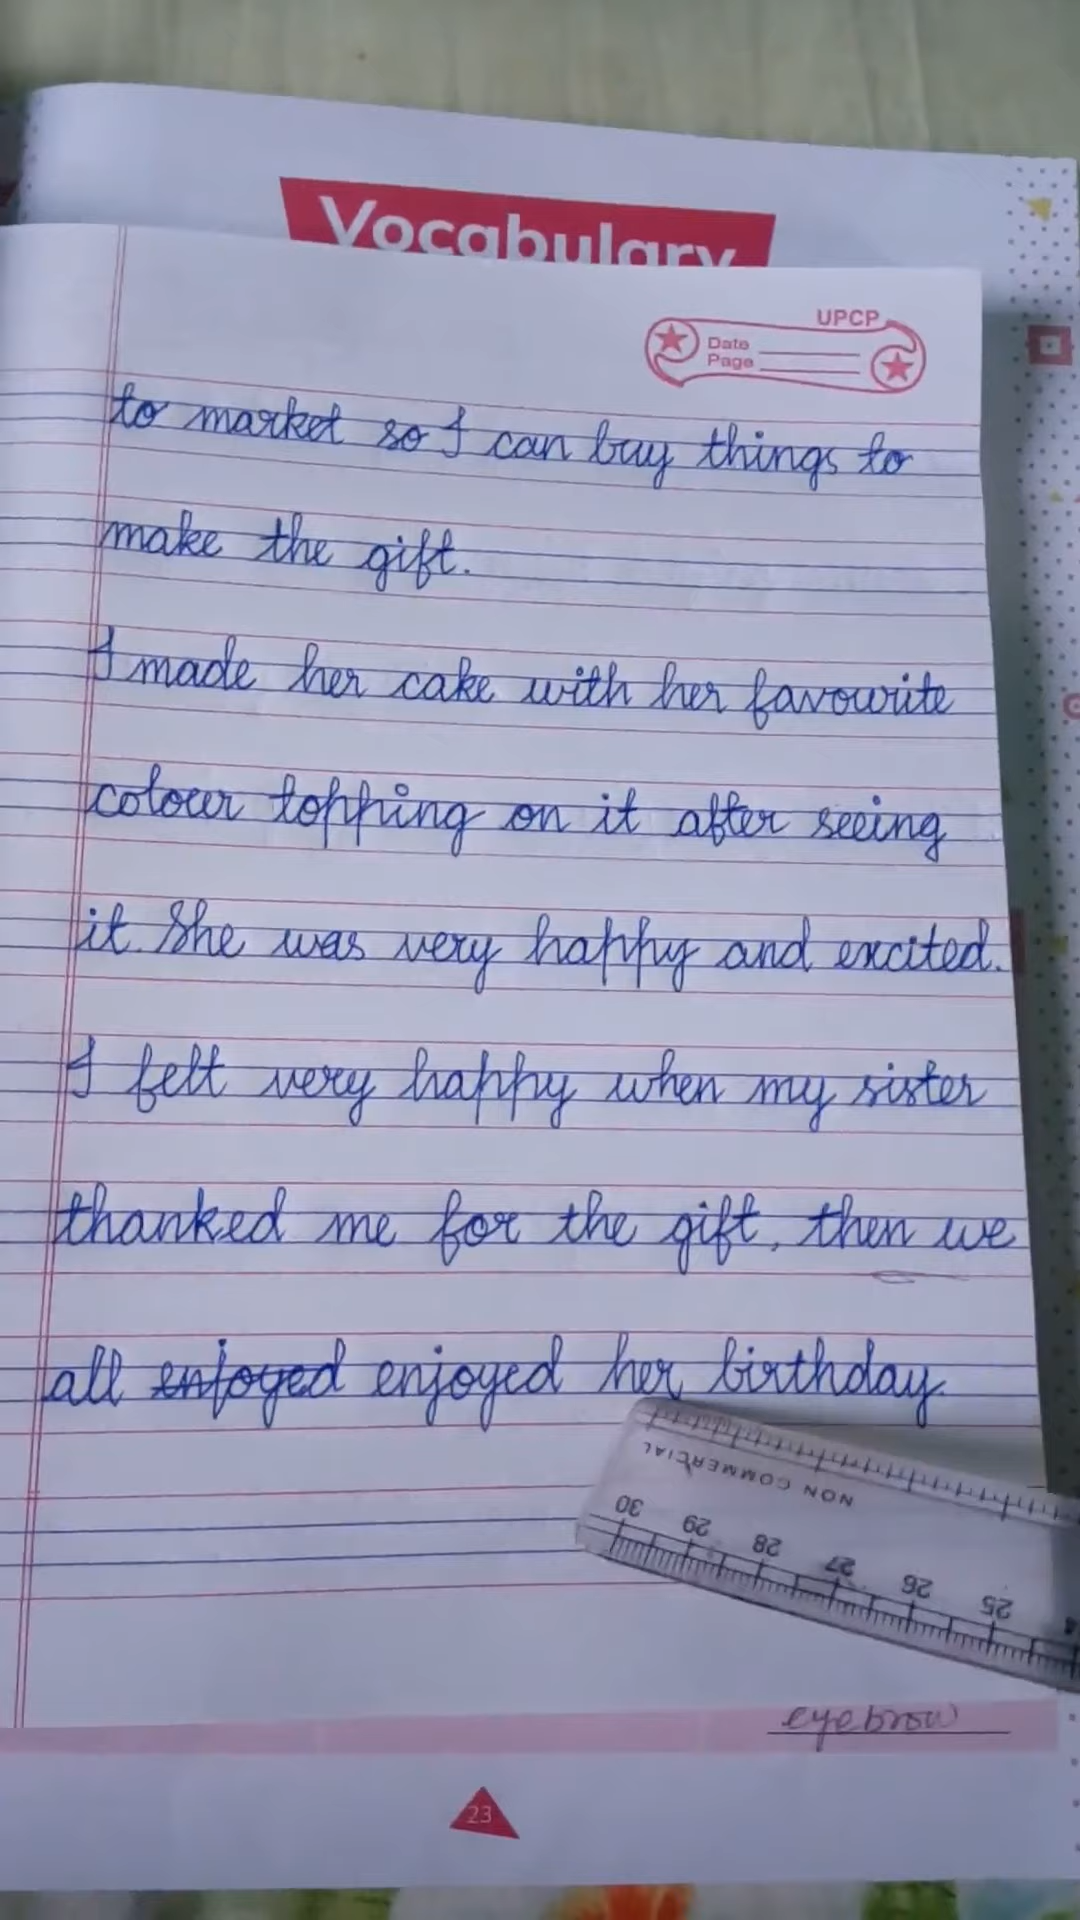 Vocabulary
UPCP
Date
Page
to market so I can buy things to
make the gift.
I made her cake with her favourite
colour topping on it after seeing
it. She was very happy and excited.
I felt very happy when my sister
thanked me for the gift, then we
all enjoyed enjoyed her birthday.
NON COMMERCIAL
30 29 28 27 26 25
eyebrow
23